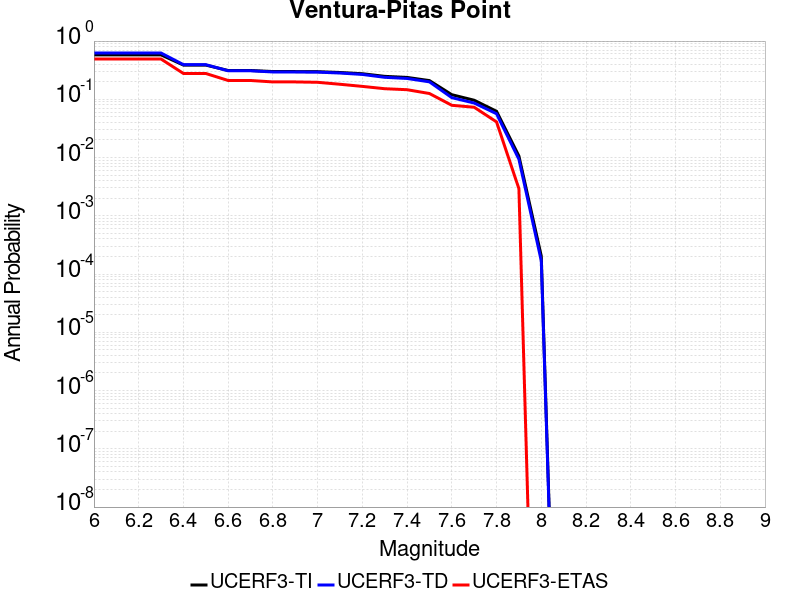 Ventura-Pitas Point
10^0
10^-1
10^-2
10^-3
10^-4
10^-5
10^-6
10^-7
10^-8
Annual Probability
6 6.2 6.4 6.6 6.8 7 7.2 7.4 7.6 7.8 8 8.2 8.4 8.6 8.8 9
Magnitude
UCERF3-TI UCERF3-TD UCERF3-ETAS